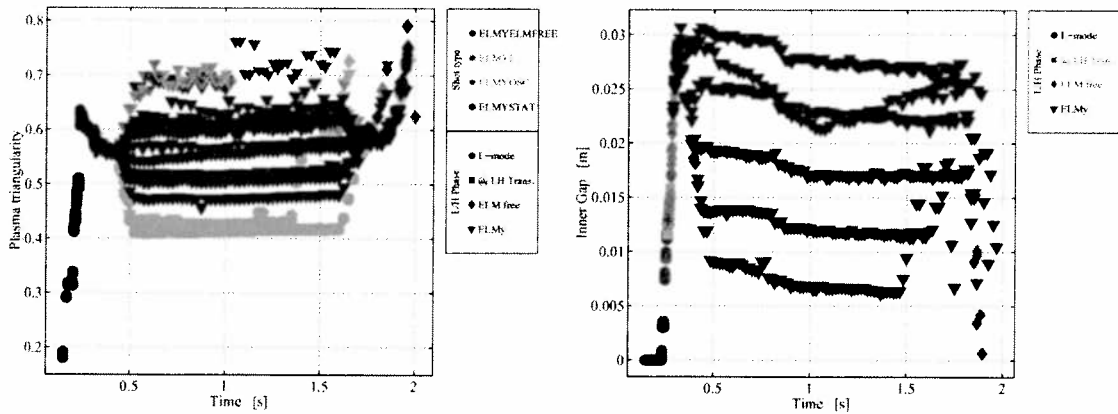 0.8
0.7
0.6
0.5
0.4
0.3
0.2
Plasma triangularity
0.5
1
1.5
2
Time [s]
Shot type
ELMYELMFREE
ELMYOSC
ELMYSTAT
L/H Phase
L-mode
@ LH Trans.
ELM free
ELMy
0.03
0.025
0.02
0.015
0.01
0.005
0
Inner Gap [m]
0.5
1
1.5
2
Time [s]
L/H Phase
L-mode
@ LH Trans.
ELM free
ELMy